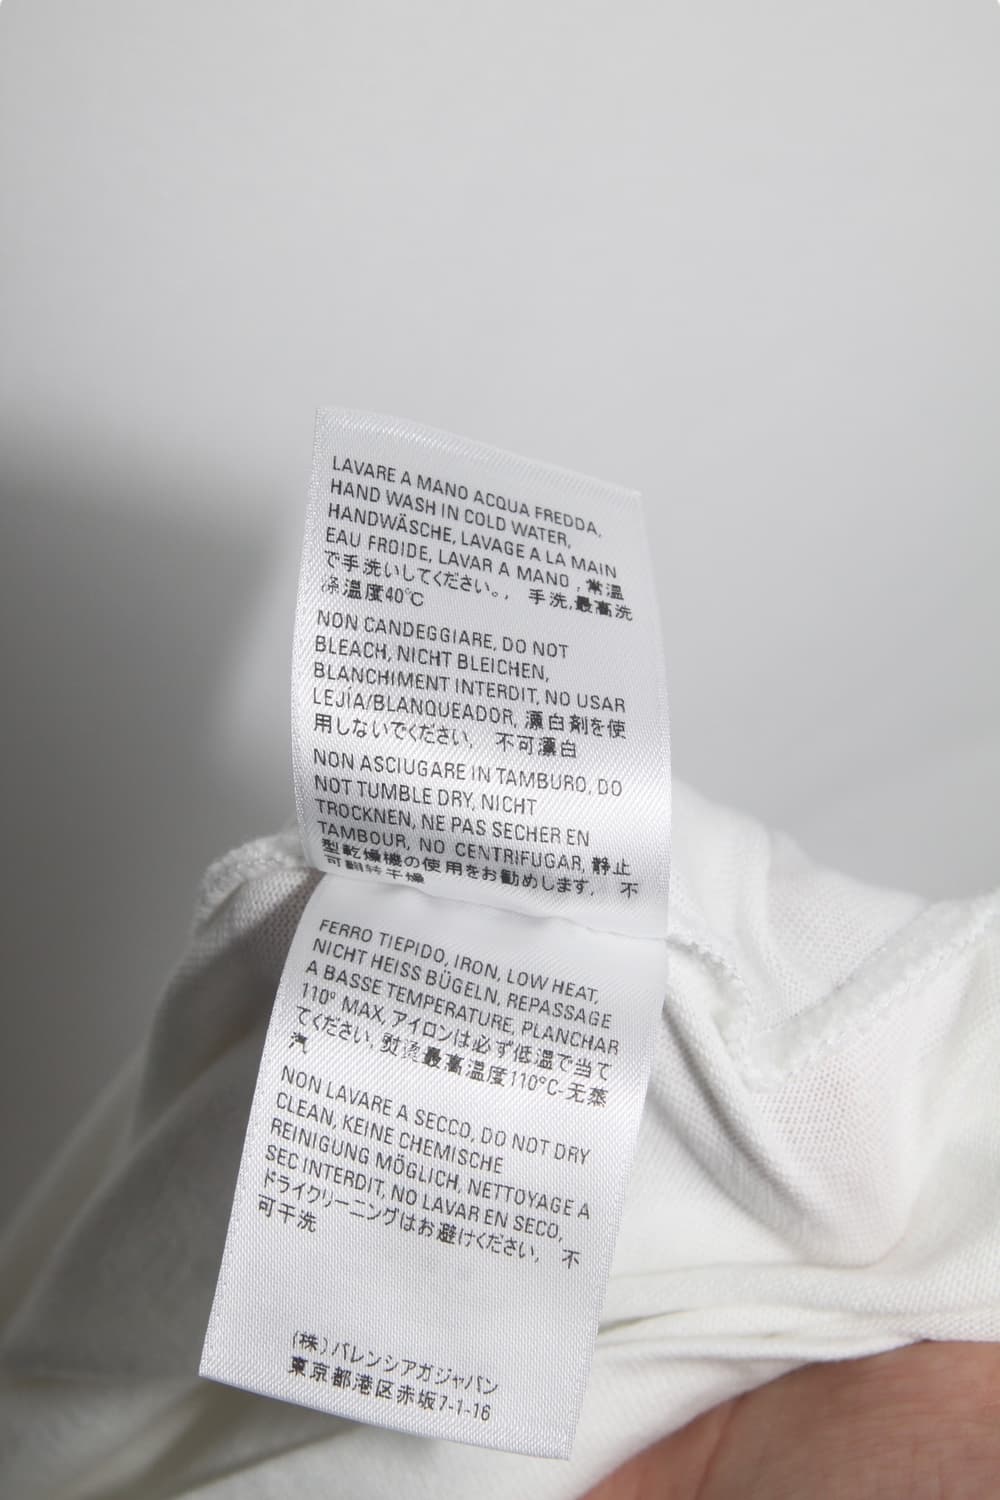 LAVARE A MANO ACQUA FREDDA,
HAND WASH IN COLD WATER,
HANDWÄSCHE, LAVAGE A LA MAIN
EAU FROIDE, LAVAR A MANO , 常温
で手洗いしてください。, 手洗,最高洗
涤温度40°C
NON CANDEGGIARE, DO NOT
BLEACH, NICHT BLEICHEN,
BLANCHIMENT INTERDIT, NO USAR
LEJIA/BLANQUEADOR, 漂白剤を使
用しないでください, 不可漂白
NON ASCIUGARE IN TAMBURO, DO
NOT TUMBLE DRY, NICHT
TROCKNEN, NE PAS SECHER EN
TAMBOUR, NO CENTRIFUGAR, 静止
型乾燥機の使用をお勧めします, 不
可翻转干燥
FERRO TIEPIDO, IRON, LOW HEAT,
NICHT HEISS BÜGELN, REPASSAGE
A BASSE TEMPERATURE, PLANCHAR
110° MAX, アイロンは必ず低温で当て
てください, 熨烫最高温度110°C-无蒸
汽
NON LAVARE A SECCO, DO NOT DRY
CLEAN, KEINE CHEMISCHE
REINIGUNG MÖGLICH, NETTOYAGE A
SEC INTERDIT, NO LAVAR EN SECO,
ドライクリーニングはお避けください, 不
可干洗
(株)バレンシアガジャパン
東京都港区赤坂7-1-16